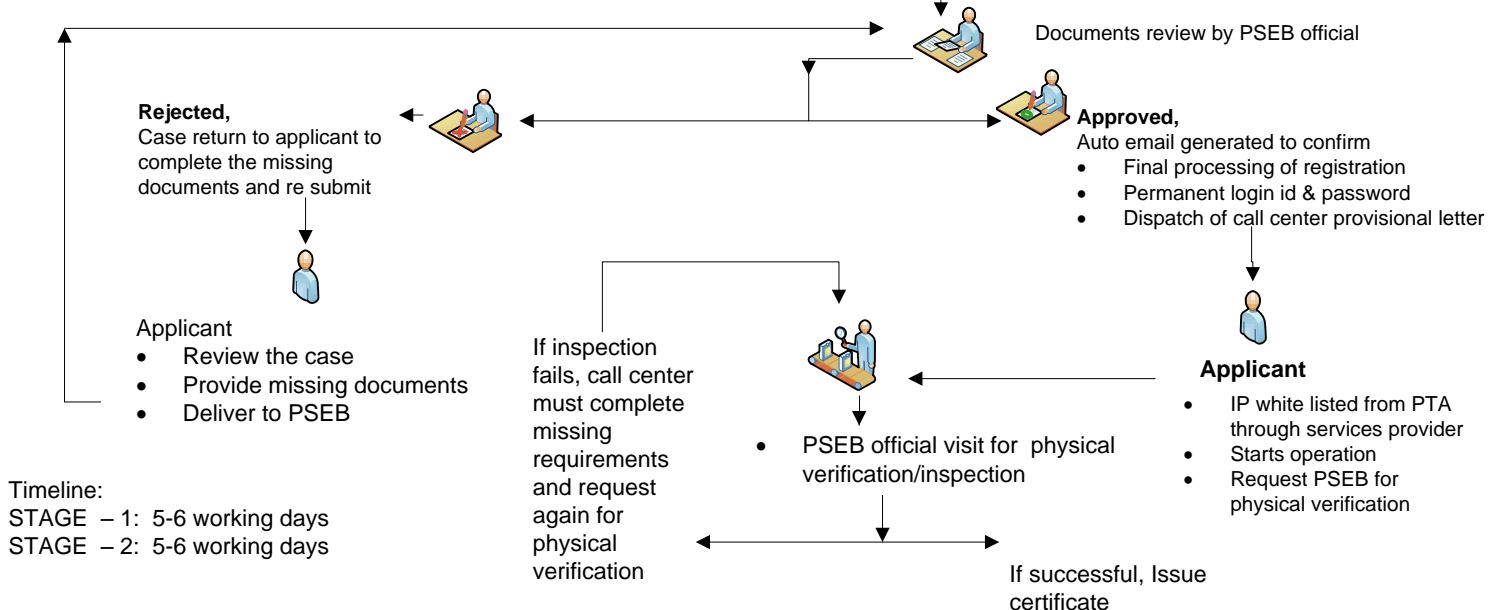 Documents review by PSEB official
Rejected,
Case return to applicant to
complete the missing
documents and re submit
Approved,
Auto email generated to confirm
• Final processing of registration
• Permanent login id & password
• Dispatch of call center provisional letter
Applicant
• Review the case
• Provide missing documents
• Deliver to PSEB
If inspection
fails, call center
must complete
missing
requirements
and request
again for
physical
verification
• PSEB official visit for physical
verification/inspection
Applicant
• IP white listed from PTA
through services provider
• Starts operation
• Request PSEB for
physical verification
Timeline:
STAGE – 1: 5-6 working days
STAGE – 2: 5-6 working days
If successful, Issue
certificate